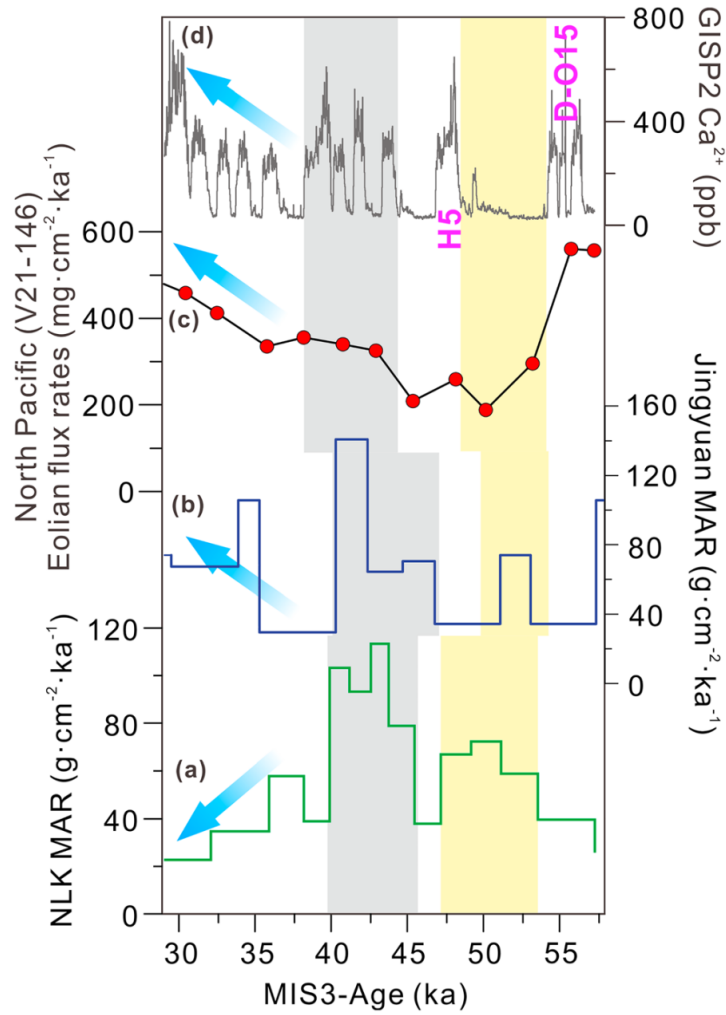 (d)
800
400
0
GISP2 Ca²⁺ (ppb)
D-O15
H5
600
400
200
0
North Pacific (V21-146)
Eolian flux rates (mg·cm⁻²·ka⁻¹)
(c)
160
120
80
40
0
Jingyuan MAR (g·cm⁻²·ka⁻¹)
(b)
120
80
40
0
NLK MAR (g·cm⁻²·ka⁻¹)
(a)
30 35 40 45 50 55
MIS3-Age (ka)